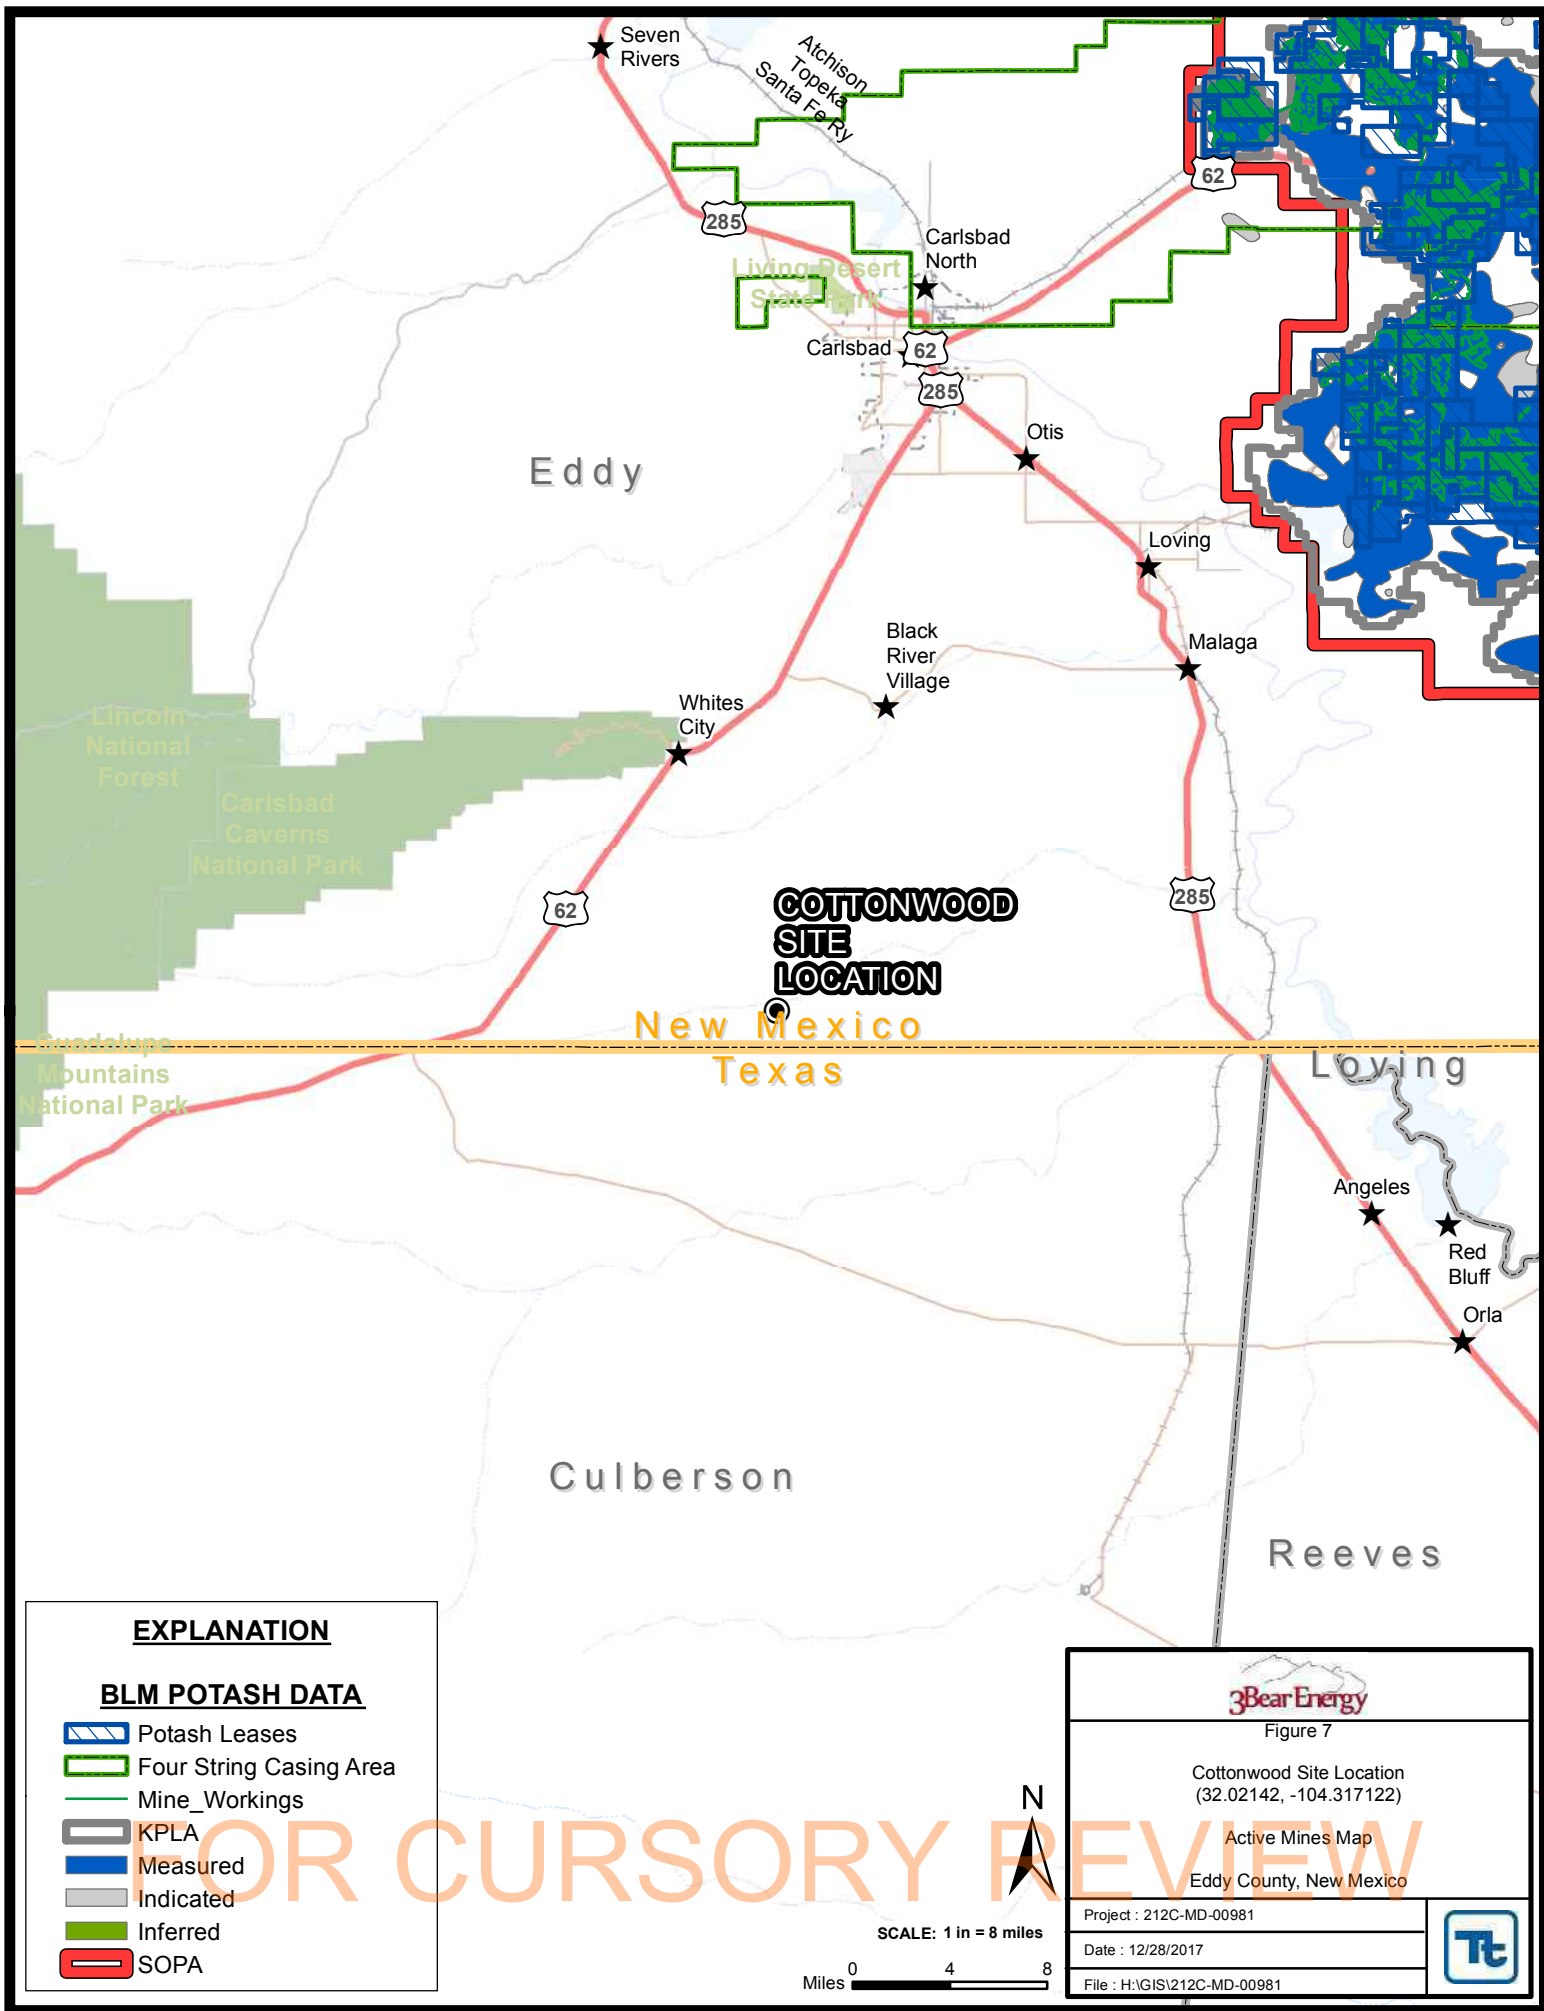 Seven
Rivers
Atchison
Topeka
Santa Fe Ry
62
285
Carlsbad
North
Living Desert
State Park
Carlsbad
62
285
Otis
Eddy
Loving
Black
River
Village
Malaga
Whites
City
Lincoln
National
Forest
Carlsbad
Caverns
National Park
62
285
COTTONWOOD
SITE
LOCATION
New Mexico
Texas
Guadalupe
Mountains
National Park
Loving
Angeles
Red
Bluff
Orla
Culberson
Reeves
EXPLANATION
BLM POTASH DATA
Potash Leases
Four String Casing Area
Mine_Workings
KPLA
Measured
Indicated
Inferred
SOPA
FOR CURSORY REVIEW
N
SCALE: 1 in = 8 miles
Miles 0 4 8
3Bear Energy
Figure 7
Cottonwood Site Location
(32.02142, -104.317122)
Active Mines Map
Eddy County, New Mexico
Project : 212C-MD-00981
Date : 12/28/2017
File : H:\GIS\212C-MD-00981
Tt